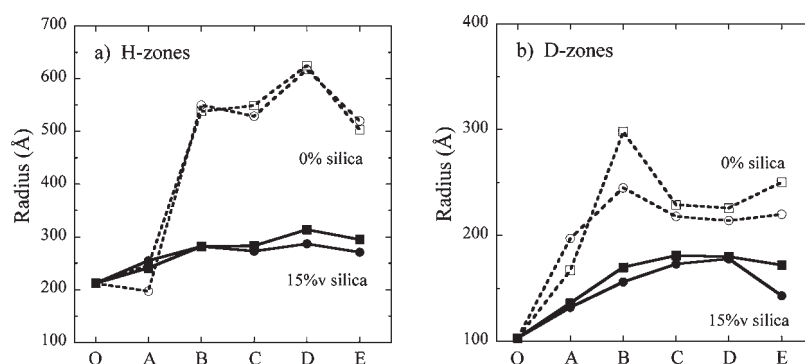 a) H-zones
Radius (Å)
700
600
500
400
300
200
100
0% silica
15%v silica
O A B C D E
b) D-zones
Radius (Å)
400
300
200
100
0% silica
15%v silica
O A B C D E